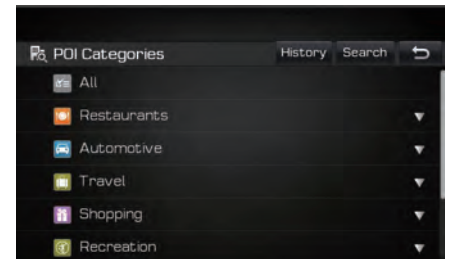 POI Categories History Search
All
Restaurants
Automotive
Travel
Shopping
Recreation